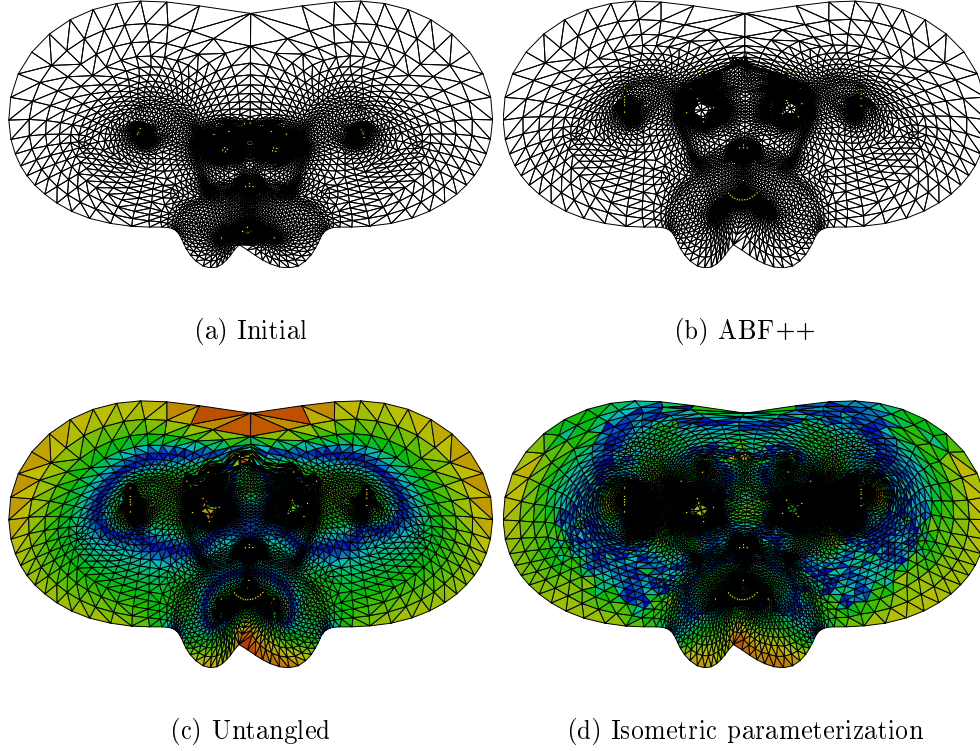 (a) Initial
(b) ABF++
(c) Untangled
(d) Isometric parameterization